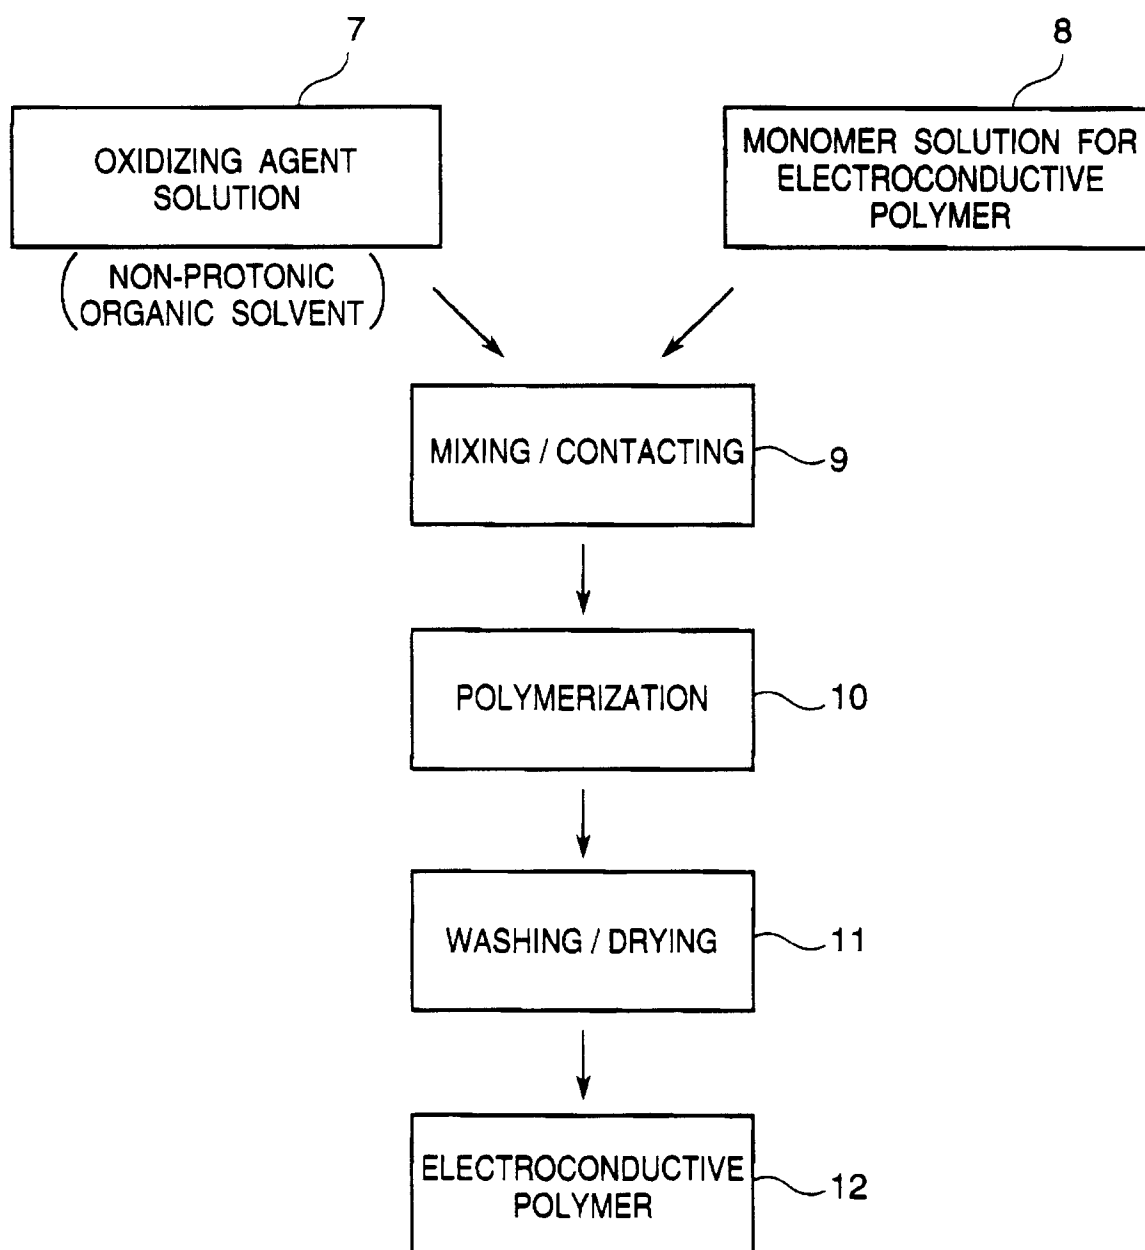 7
8
OXIDIZING AGENT
SOLUTION
(NON-PROTONIC
ORGANIC SOLVENT)
MONOMER SOLUTION FOR
ELECTROCONDUCTIVE
POLYMER
MIXING / CONTACTING
9
POLYMERIZATION
10
WASHING / DRYING
11
ELECTROCONDUCTIVE
POLYMER
12